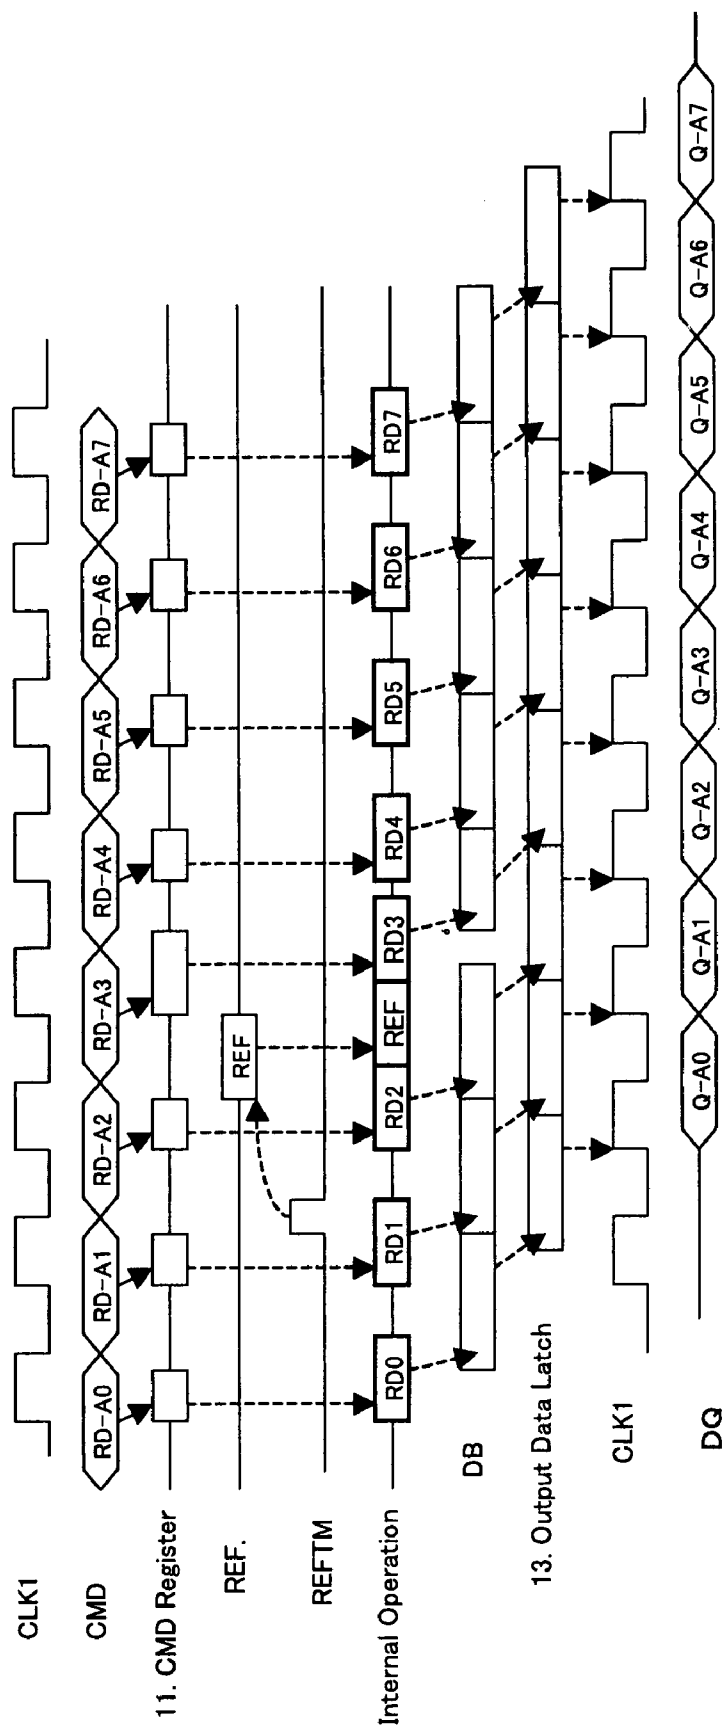 CLK1
CMD RD-A0 RD-A1 RD-A2 RD-A3 RD-A4 RD-A5 RD-A6 RD-A7
11. CMD Register
REF. REF
REFTM
Internal Operation RD0 RD1 RD2 REF RD3 RD4 RD5 RD6 RD7
DB
13. Output Data Latch
CLK1
DQ Q-A0 Q-A1 Q-A2 Q-A3 Q-A4 Q-A5 Q-A6 Q-A7